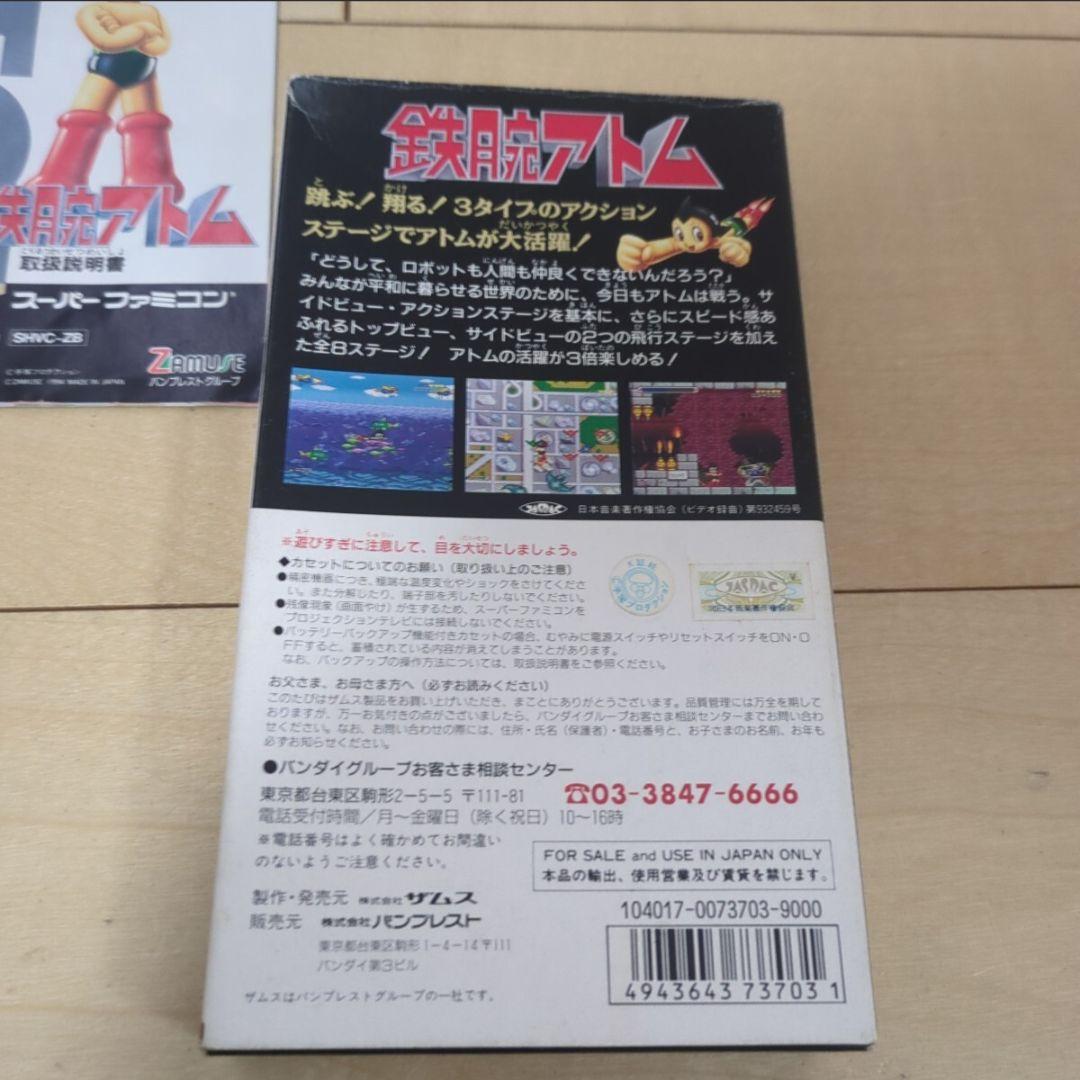 鉄腕アトム
とりあつかいせつめいしょ
取扱説明書
スーパーファミコン™
SHVC-ZB
ZAMUSE
バンプレストグループ
©手塚プロダクション
©ZAMUSE 1994 MADE IN JAPAN
鉄腕アトム
跳ぶ!翔る!3タイプのアクション
ステージでアトムが大活躍!
「どうして、ロボットも人間も仲良くできないんだろう?」
みんなが平和に暮らせる世界のために、今日もアトムは戦う。サ
イドビュー・アクションステージを基本に、さらにスピード感あ
ふれるトップビュー、サイドビューの2つの飛行ステージを加え
た全8ステージ! アトムの活躍が3倍楽しめる!
JASRAC 日本音楽著作権協会(ビデオ録音)第932459号
※遊びすぎに注意して、目を大切にしましょう。
◆カセットについてのお願い(取り扱い上のご注意)
●精密機器につき、極端な温度変化やショックをさけてくださ
い。また分解したり、端子部を汚したりしないでください。
●残像現象(画面やけ)が生ずるため、スーパーファミコンを
プロジェクションテレビには接続しないでください。
●バッテリーバックアップ機能付きカセットの場合、むやみに電源スイッチやリセットスイッチをON・O
FFすると、蓄積されている内容が消えてしまうことがあります。
なお、バックアップの操作方法については、取扱説明書をご参照ください。
お父さま、お母さま方へ(必ずお読みください)
このたびはザムス製品をお買い上げいただき、まことにありがとうございます。品質管理には万全を期して
おりますが、万一お気付きの点がございましたら、バンダイグループお客さま相談センターまでお問い合わ
せください。なお、お問い合わせの際には、住所・氏名(保護者)・電話番号と、お子さまのお名前、お年も
必ずお知らせください。
●バンダイグループお客さま相談センター
東京都台東区駒形2-5-5 〒111-81 ☎03-3847-6666
電話受付時間/月〜金曜日(除く祝日)10〜16時
※電話番号はよく確かめてお間違い
のないようご注意ください。
FOR SALE and USE IN JAPAN ONLY
本品の輸出、使用営業及び賃貸を禁じます。
製作・発売元 株式会社ザムス
販売元 株式会社バンプレスト
東京都台東区駒形1-4-14〒111
バンダイ第3ビル
ザムスはバンプレストグループの一社です。
104017-0073703-9000
4943643737031